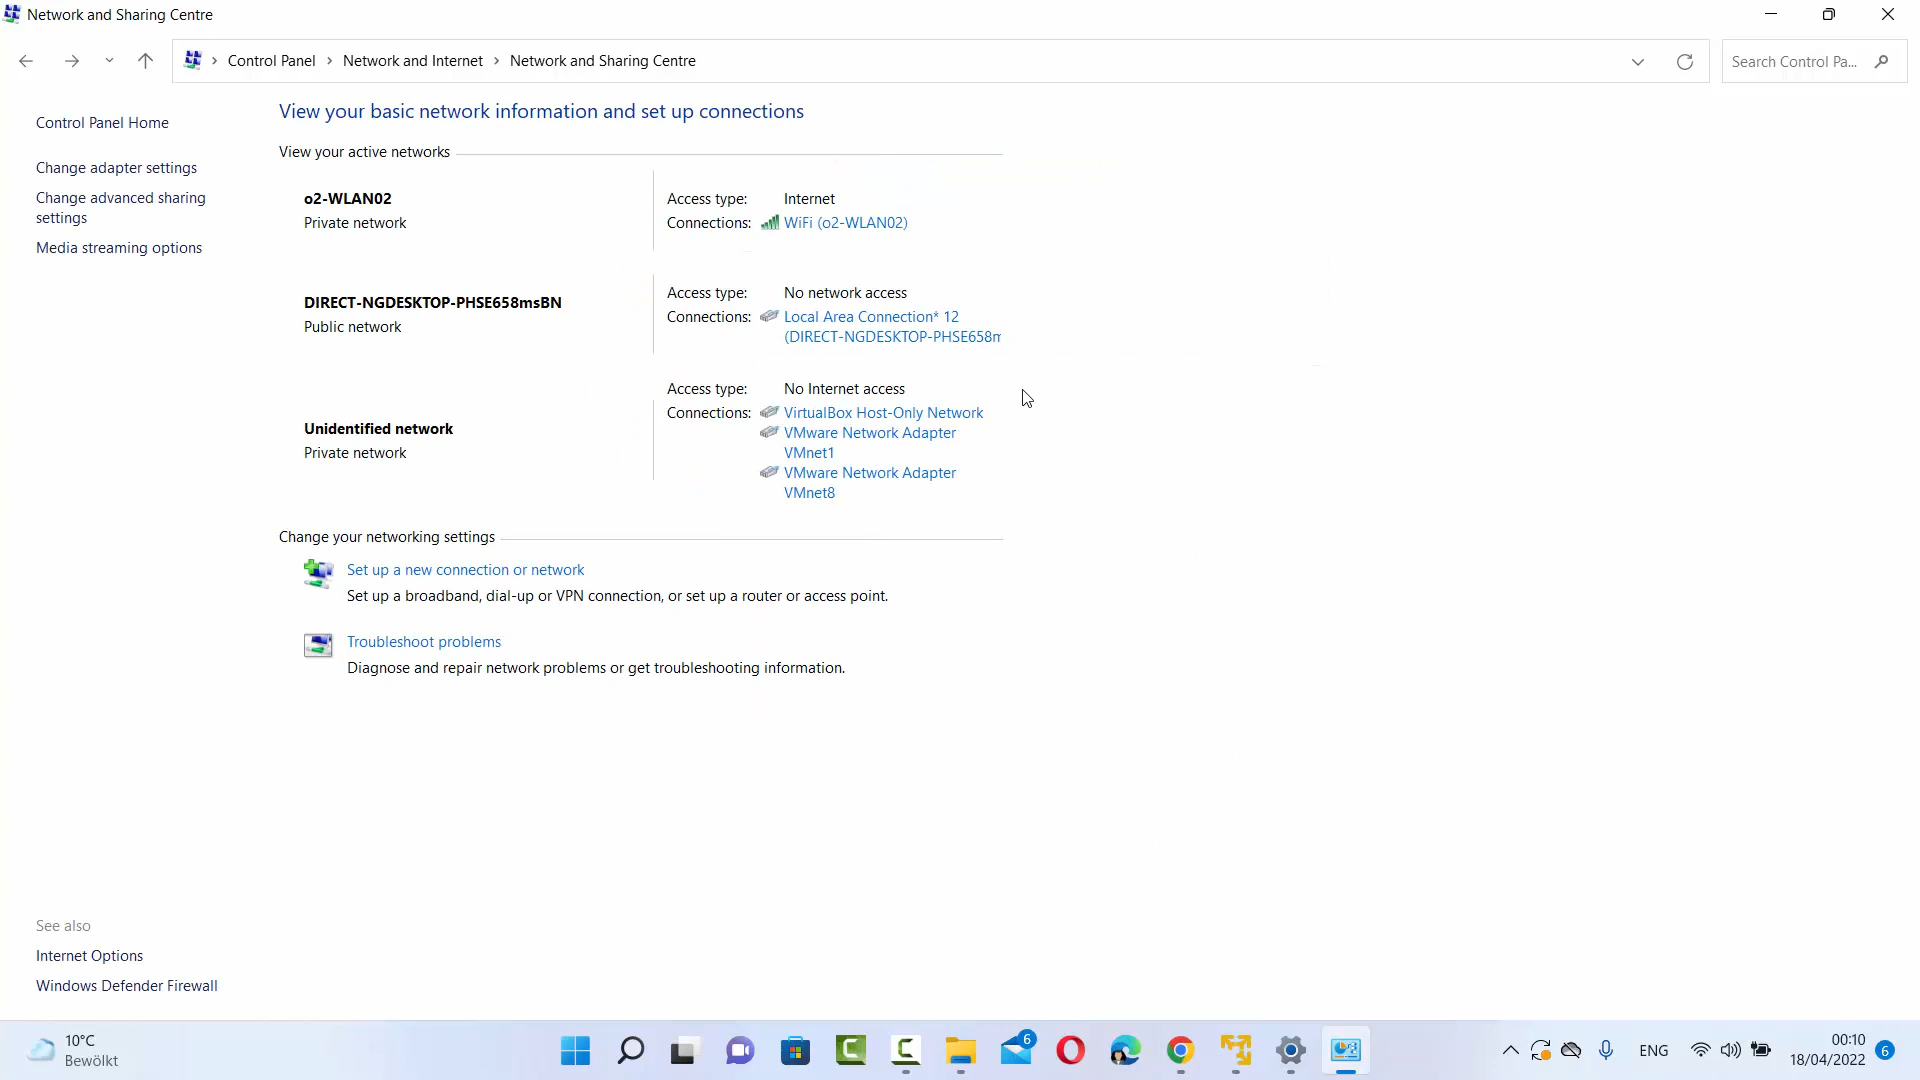 Network and Sharing Centre
Control Panel > Network and Internet > Network and Sharing Centre
Search Control Pa...
Control Panel Home
Change adapter settings
Change advanced sharing
settings
Media streaming options
View your basic network information and set up connections
View your active networks
o2-WLAN02
Private network
Access type: Internet
Connections: WiFi (o2-WLAN02)
DIRECT-NGDESKTOP-PHSE658msBN
Public network
Access type: No network access
Connections: Local Area Connection* 12
(DIRECT-NGDESKTOP-PHSE658m
Unidentified network
Private network
Access type: No Internet access
Connections: VirtualBox Host-Only Network
VMware Network Adapter
VMnet1
VMware Network Adapter
VMnet8
Change your networking settings
Set up a new connection or network
Set up a broadband, dial-up or VPN connection, or set up a router or access point.
Troubleshoot problems
Diagnose and repair network problems or get troubleshooting information.
See also
Internet Options
Windows Defender Firewall
10°C
Bewölkt
6
ENG
00:10
18/04/2022
6